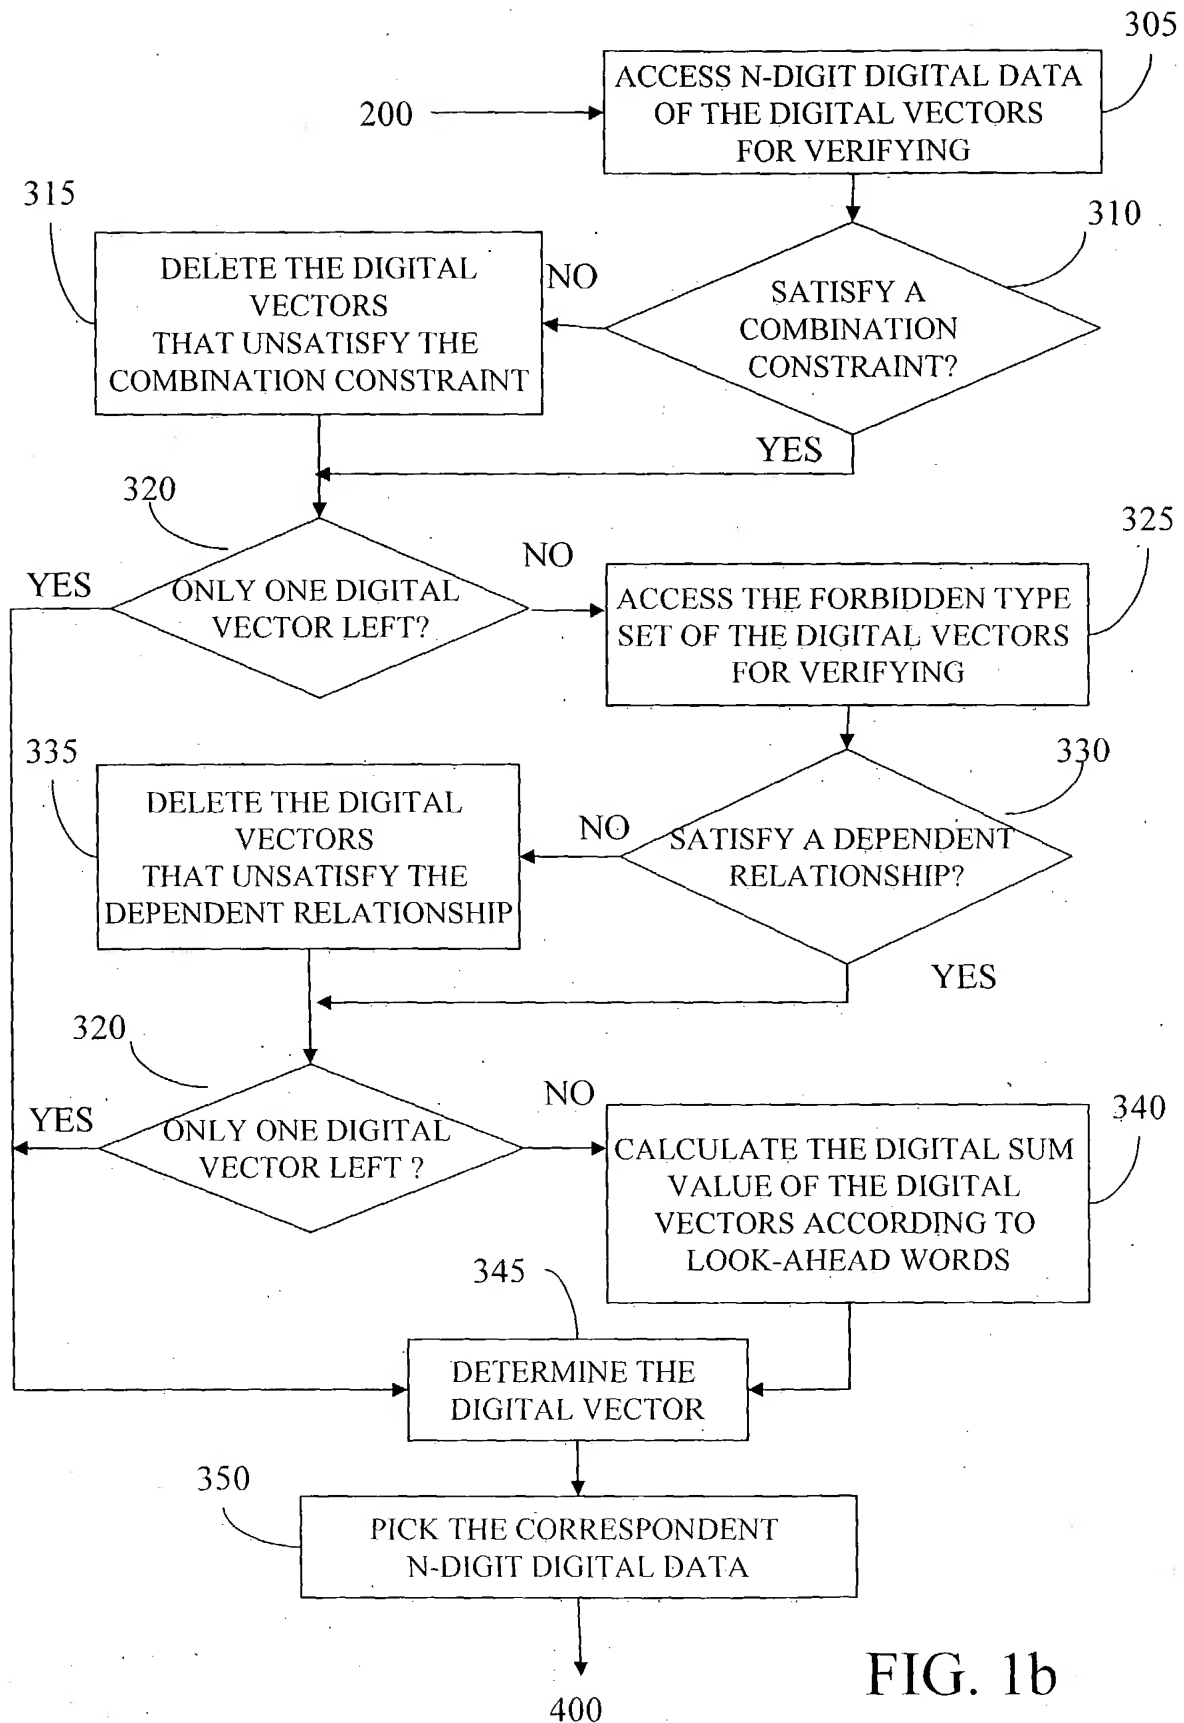 305
ACCESS N-DIGIT DIGITAL DATA
OF THE DIGITAL VECTORS
FOR VERIFYING
200
315
310
DELETE THE DIGITAL
VECTORS
THAT UNSATISFY THE
COMBINATION CONSTRAINT
NO
SATISFY A
COMBINATION
CONSTRAINT?
YES
320
325
YES
ONLY ONE DIGITAL
VECTOR LEFT?
NO
ACCESS THE FORBIDDEN TYPE
SET OF THE DIGITAL VECTORS
FOR VERIFYING
335
330
DELETE THE DIGITAL
VECTORS
THAT UNSATISFY THE
DEPENDENT RELATIONSHIP
NO
SATISFY A DEPENDENT
RELATIONSHIP?
YES
320
YES
ONLY ONE DIGITAL
VECTOR LEFT ?
NO
340
CALCULATE THE DIGITAL SUM
VALUE OF THE DIGITAL
VECTORS ACCORDING TO
LOOK-AHEAD WORDS
345
DETERMINE THE
DIGITAL VECTOR
350
PICK THE CORRESPONDENT
N-DIGIT DIGITAL DATA
400
FIG. 1b